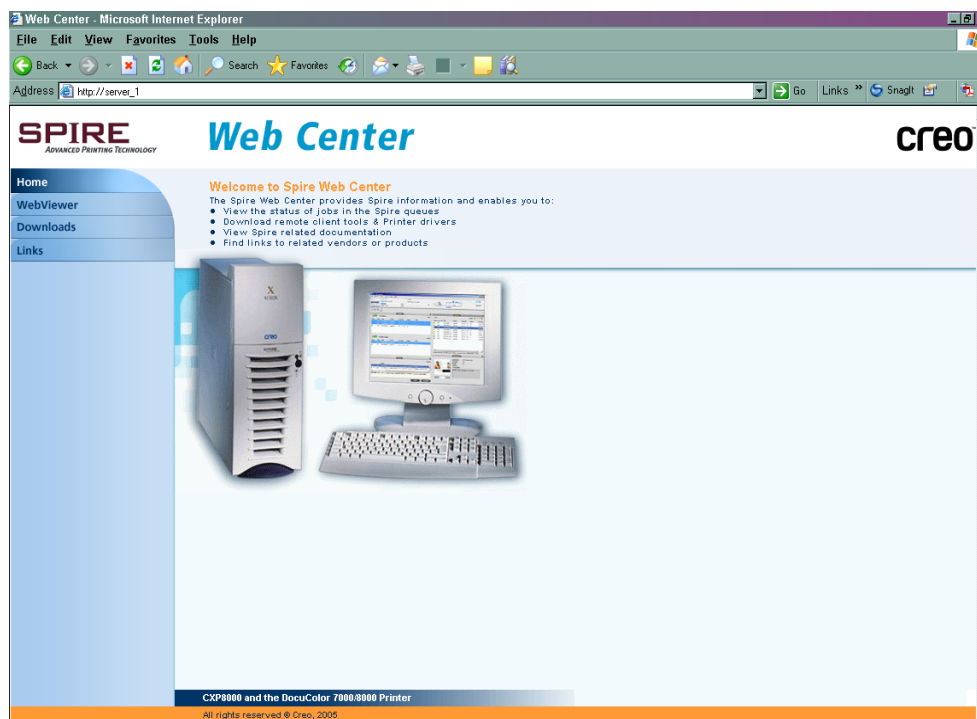 Web Center - Microsoft Internet Explorer
File Edit View Favorites Tools Help
Back Search Favorites
Address http://server_1 Go Links » SnagIt
SPIRE
ADVANCED PRINTING TECHNOLOGY
Web Center
creo
Home
WebViewer
Downloads
Links
Welcome to Spire Web Center
The Spire Web Center provides Spire information and enables you to:
• View the status of jobs in the Spire queues
• Download remote client tools & Printer drivers
• View Spire related documentation
• Find links to related vendors or products
X
XEROX
creo
CXP8000 and the DocuColor 7000/8000 Printer
All rights reserved © Creo, 2005